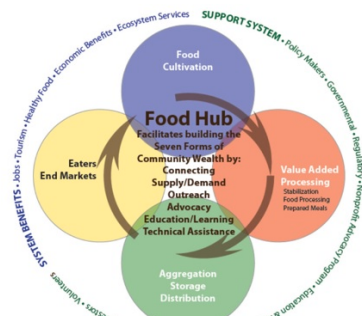 SYSTEM BENEFITS • Jobs • Tourism • Healthy Food • Economic Benefits • Ecosystem Services
SUPPORT SYSTEM • Policy Makers • Governmental • Regulatory • Nonprofit Advocacy Program • Education &
Volunteers
Food
Cultivation
Food Hub
Facilitates building the
Seven Forms of
Community Wealth by:
Connecting
Supply/Demand
Outreach
Advocacy
Education/Learning
Technical Assistance
Eaters
End Markets
Value Added
Processing
Stabilization
Food Processing
Prepared Meals
Aggregation
Storage
Distribution